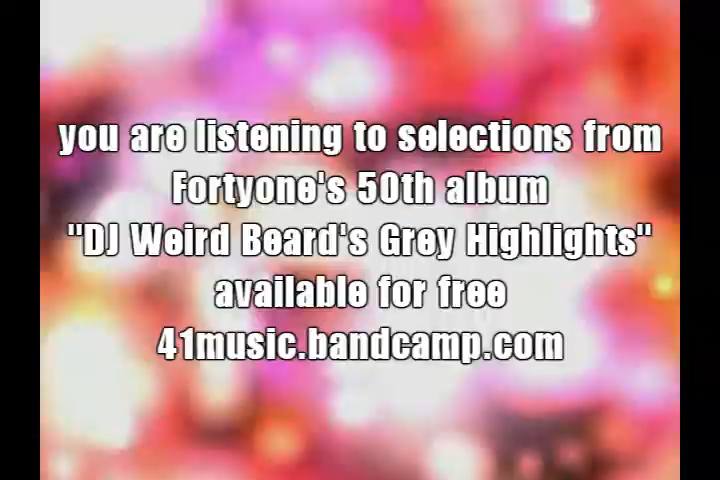 you are listening to selections from
Fortyone's 50th album
"DJ Weird Beard's Grey Highlights"
available for free
41music.bandcamp.com